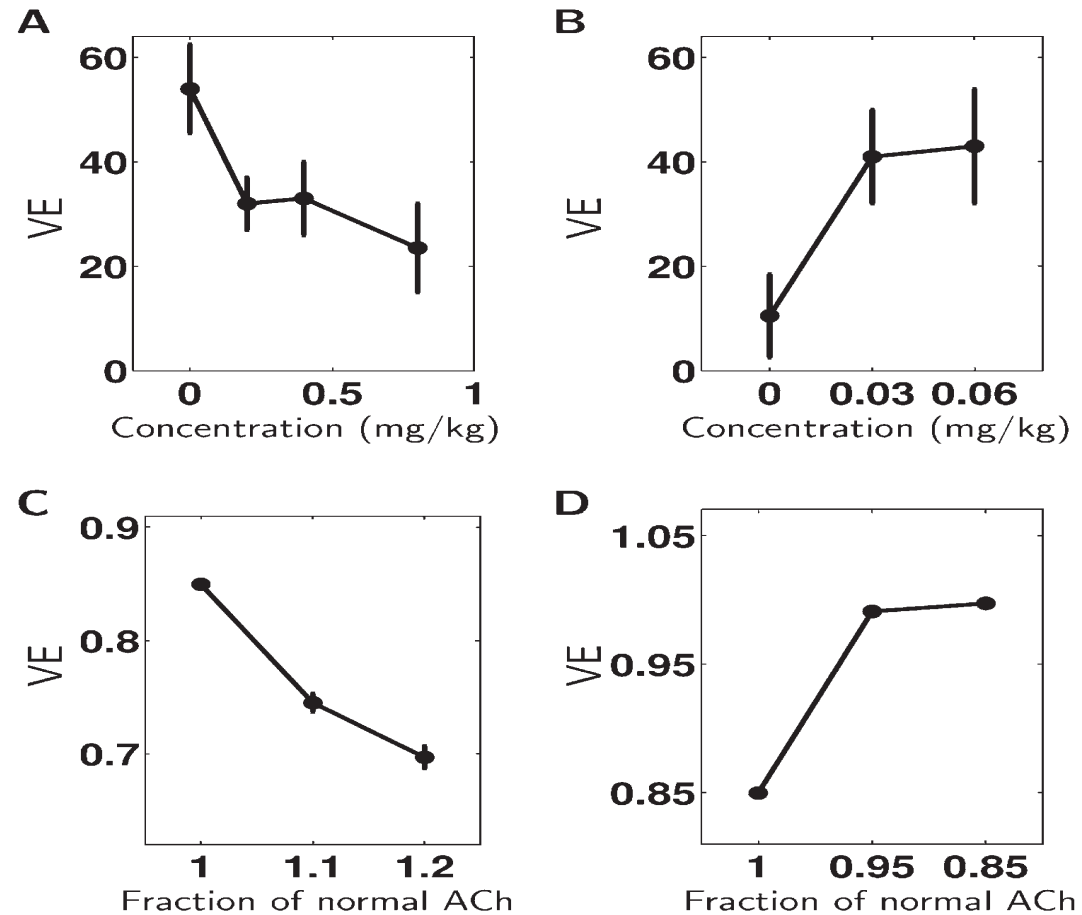 A
B
60
40
20
0
VE
0 0.5 1
Concentration (mg/kg)
60
40
20
0
VE
0 0.03 0.06
Concentration (mg/kg)
C
D
0.9
0.8
0.7
VE
1 1.1 1.2
Fraction of normal ACh
1.05
0.95
0.85
VE
1 0.95 0.85
Fraction of normal ACh